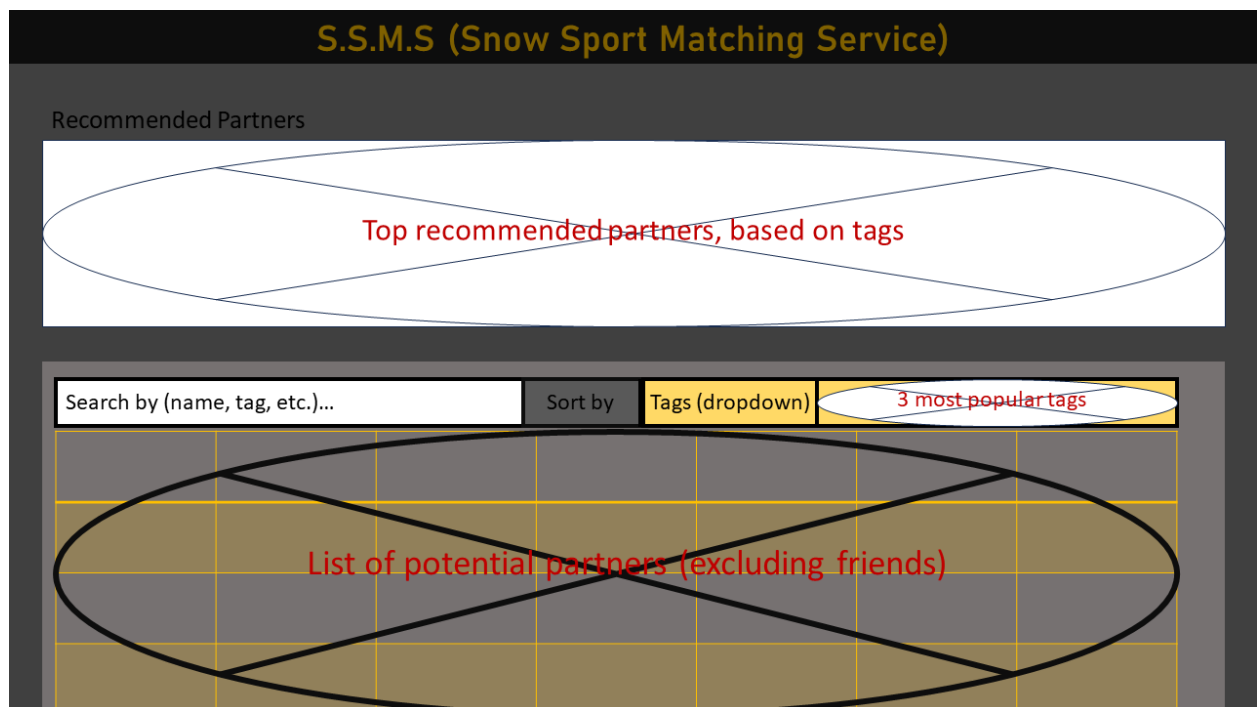 S.S.M.S (Snow Sport Matching Service)
Recommended Partners
Top recommended partners, based on tags
Search by (name, tag, etc.)... Sort by Tags (dropdown) 3 most popular tags
List of potential partners (excluding friends)